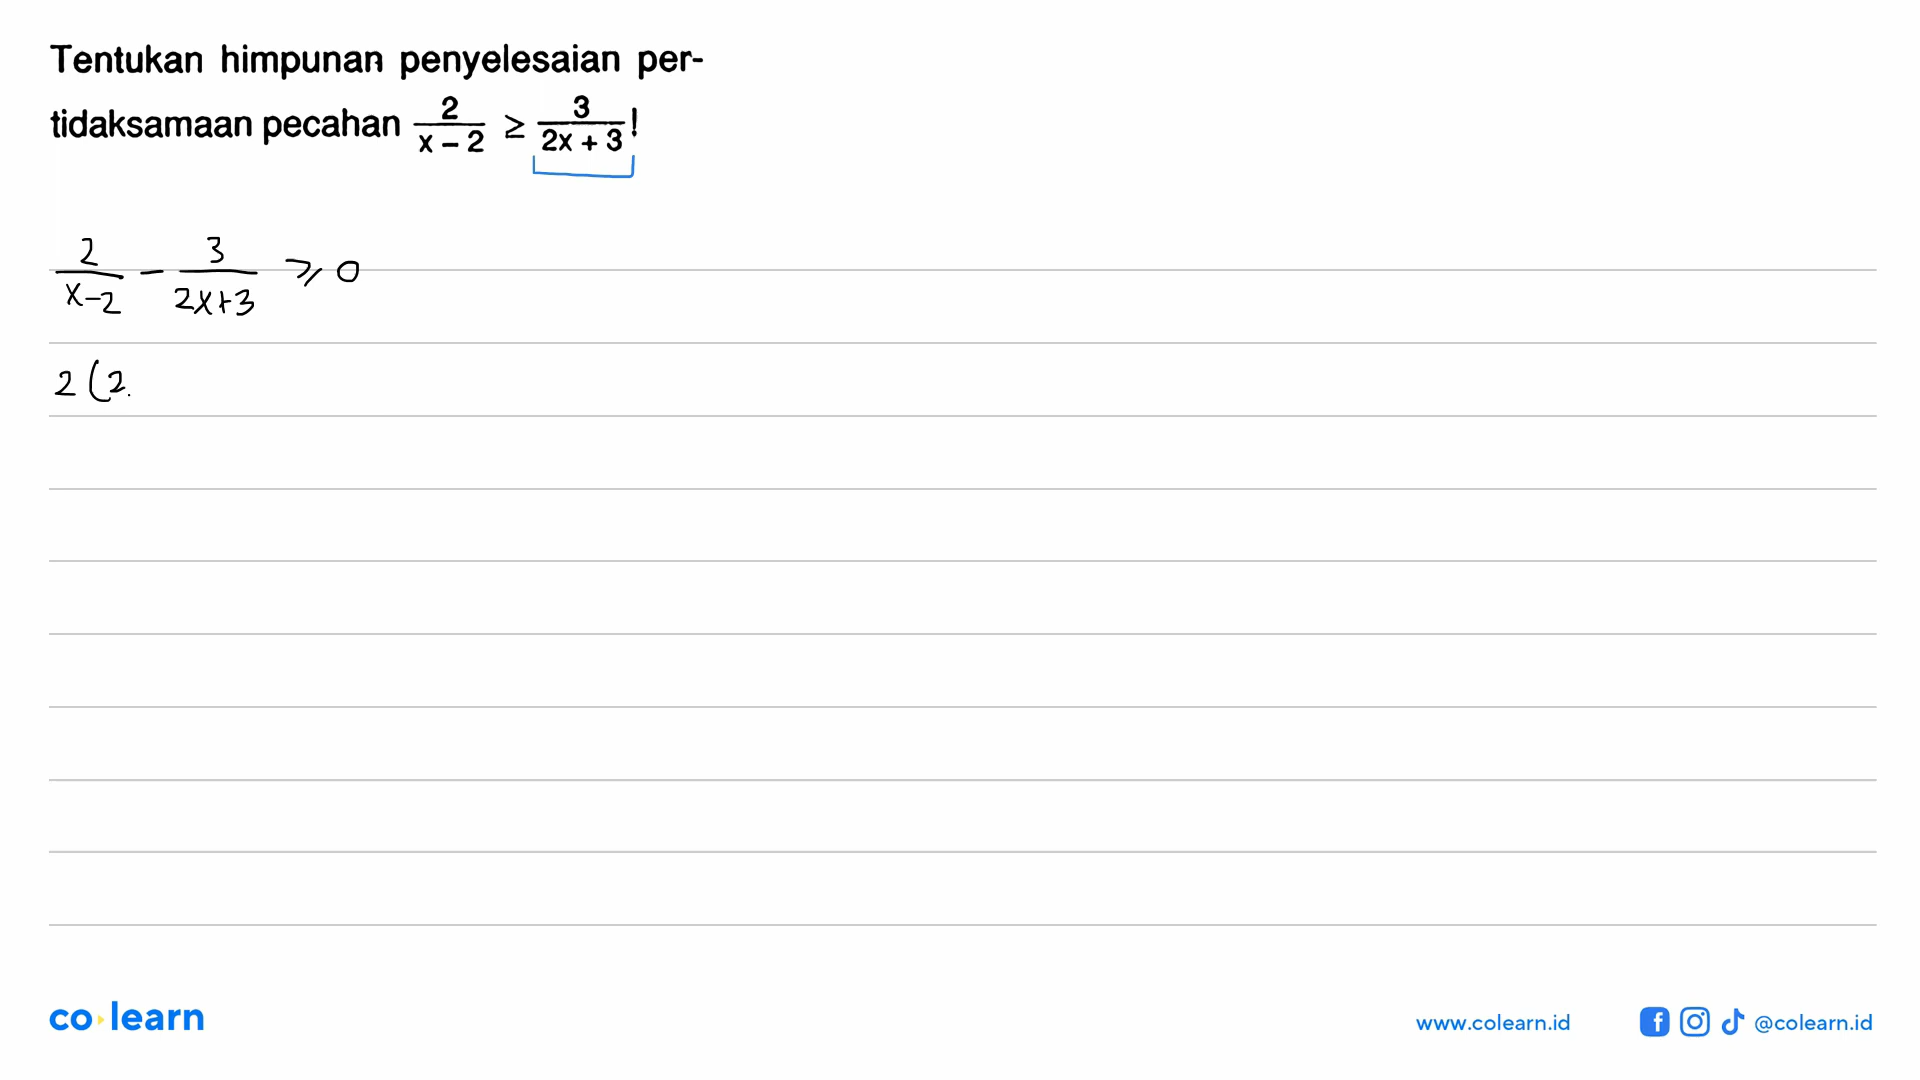 Tentukan himpunan penyelesaian per-
tidaksamaan pecahan 2/(x - 2) ≥ 3/(2x + 3)!
2/(x-2) - 3/(2x+3) ⩾ 0
2(2.
co learn
www.colearn.id @colearn.id